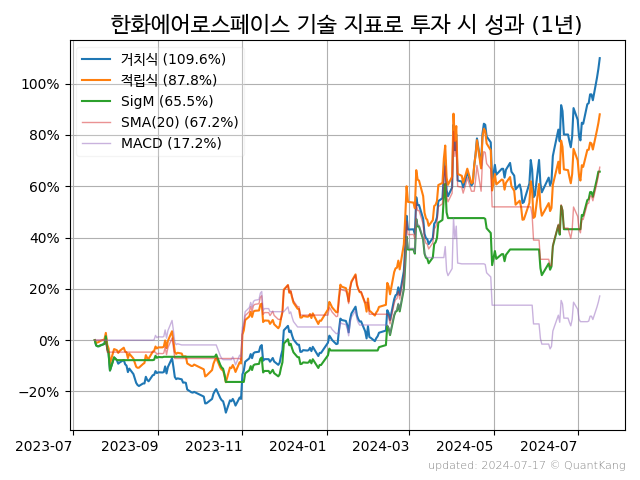 한화에어로스페이스 기술 지표로 투자 시 성과 (1년)
거치식 (109.6%)
적립식 (87.8%)
SigM (65.5%)
SMA(20) (67.2%)
MACD (17.2%)
100%
80%
60%
40%
20%
0%
−20%
2023-07 2023-09 2023-11 2024-01 2024-03 2024-05 2024-07
updated: 2024-07-17 © QuantKang